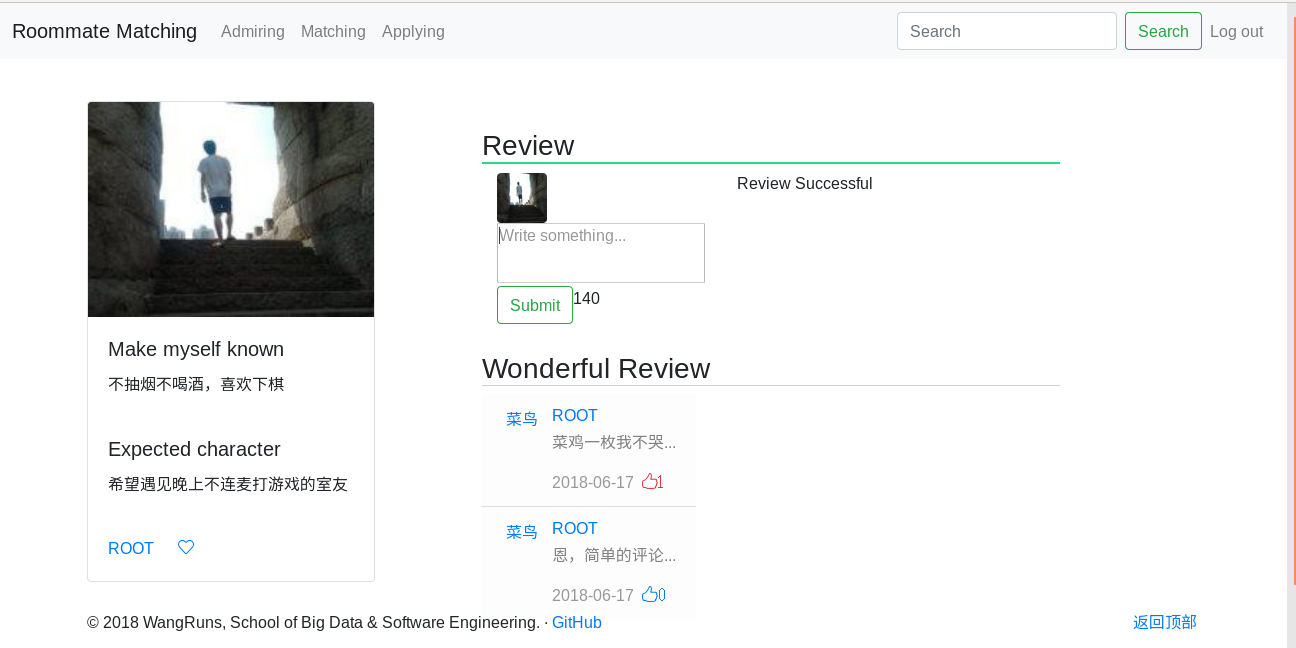 Roommate Matching Admiring Matching Applying Search Search Log out
Make myself known
不抽烟不喝酒，喜欢下棋
Expected character
希望遇见晚上不连麦打游戏的室友
ROOT
Review
Review Successful
Write something...
Submit 140
Wonderful Review
菜鸟 ROOT
菜鸡一枚我不哭...
2018-06-17 1
菜鸟 ROOT
恩，简单的评论...
2018-06-17 0
© 2018 WangRuns, School of Big Data & Software Engineering. · GitHub 返回顶部